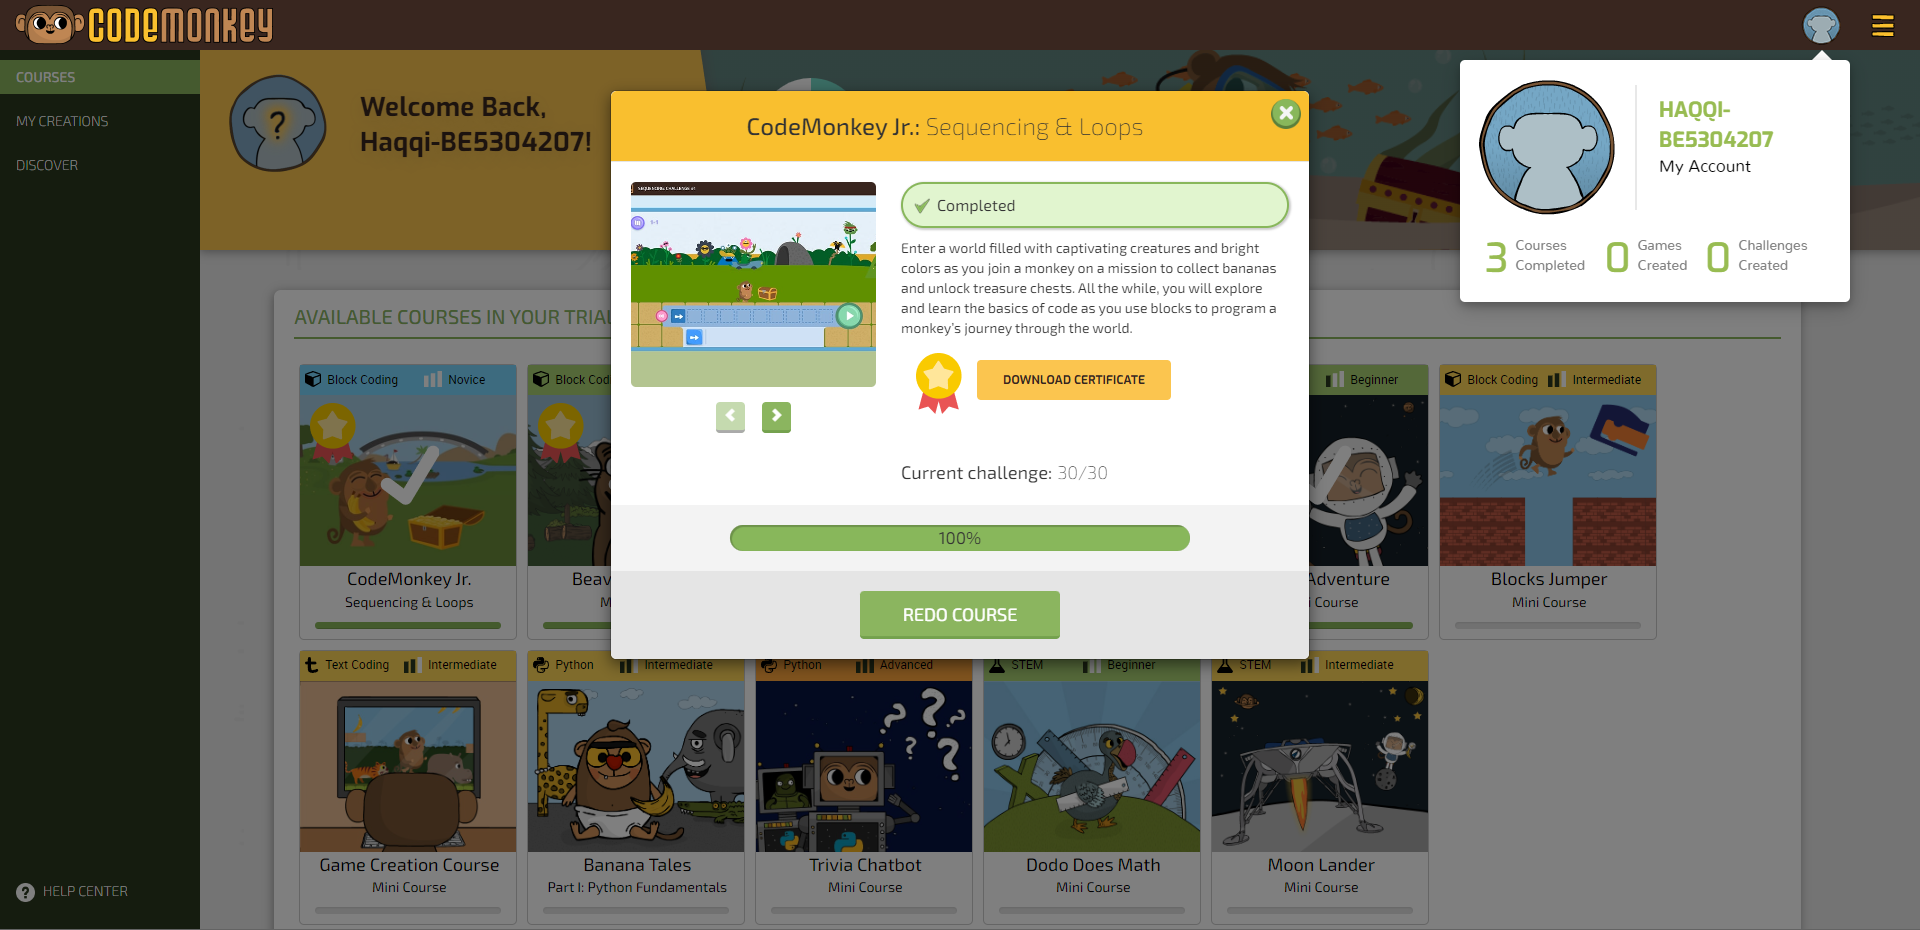 CODEMONKEY
COURSES
MY CREATIONS
DISCOVER
HELP CENTER
Welcome Back,
Haqqi-BE5304207!
HAQQI-
BE5304207
My Account
3 Courses Completed
0 Games Created
0 Challenges Created
CodeMonkey Jr.: Sequencing & Loops
Completed
Enter a world filled with captivating creatures and bright
colors as you join a monkey on a mission to collect bananas
and unlock treasure chests. All the while, you will explore
and learn the basics of code as you use blocks to program a
monkey's journey through the world.
DOWNLOAD CERTIFICATE
Current challenge: 30/30
100%
REDO COURSE
AVAILABLE COURSES IN YOUR TRIAL
Block Coding Novice
CodeMonkey Jr.
Sequencing & Loops
Block Cod
Beav
M
Beginner
Adventure
i Course
Block Coding Intermediate
Blocks Jumper
Mini Course
Text Coding Intermediate
Game Creation Course
Mini Course
Python Intermediate
Banana Tales
Part I: Python Fundamentals
Python Advanced
Trivia Chatbot
Mini Course
STEM Beginner
Dodo Does Math
Mini Course
STEM Intermediate
Moon Lander
Mini Course